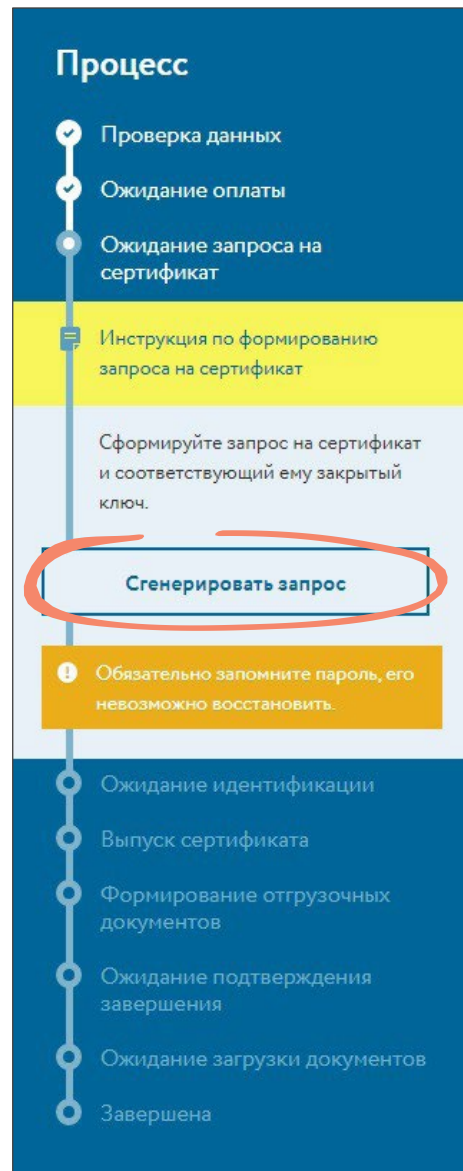 Процесс
Проверка данных
Ожидание оплаты
Ожидание запроса на
сертификат
Инструкция по формированию
запроса на сертификат
Сформируйте запрос на сертификат
и соответствующий ему закрытый
ключ.
Сгенерировать запрос
Обязательно запомните пароль, его
невозможно восстановить.
Ожидание идентификации
Выпуск сертификата
Формирование отгрузочных
документов
Ожидание подтверждения
завершения
Ожидание загрузки документов
Завершена